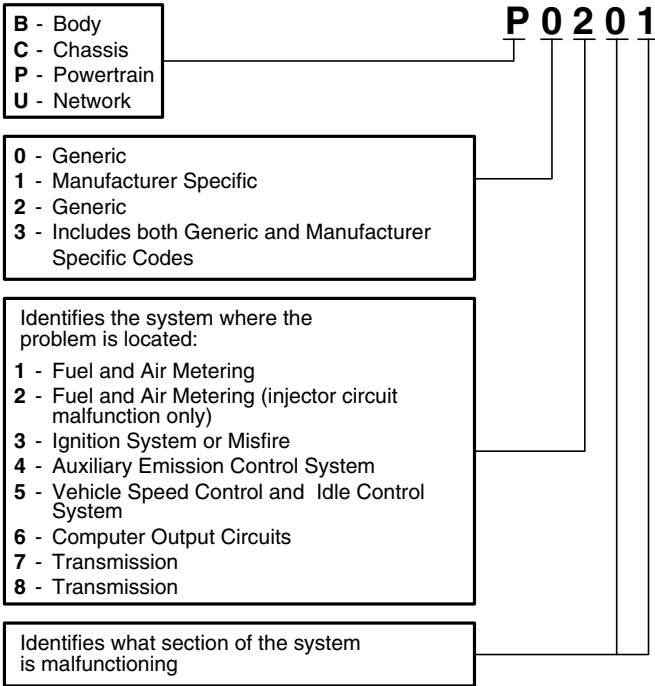 P 0 2 0 1
B - Body
C - Chassis
P - Powertrain
U - Network
0 - Generic
1 - Manufacturer Specific
2 - Generic
3 - Includes both Generic and Manufacturer
Specific Codes
Identifies the system where the
problem is located:
1 - Fuel and Air Metering
2 - Fuel and Air Metering (injector circuit
malfunction only)
3 - Ignition System or Misfire
4 - Auxiliary Emission Control System
5 - Vehicle Speed Control and Idle Control
System
6 - Computer Output Circuits
7 - Transmission
8 - Transmission
Identifies what section of the system
is malfunctioning